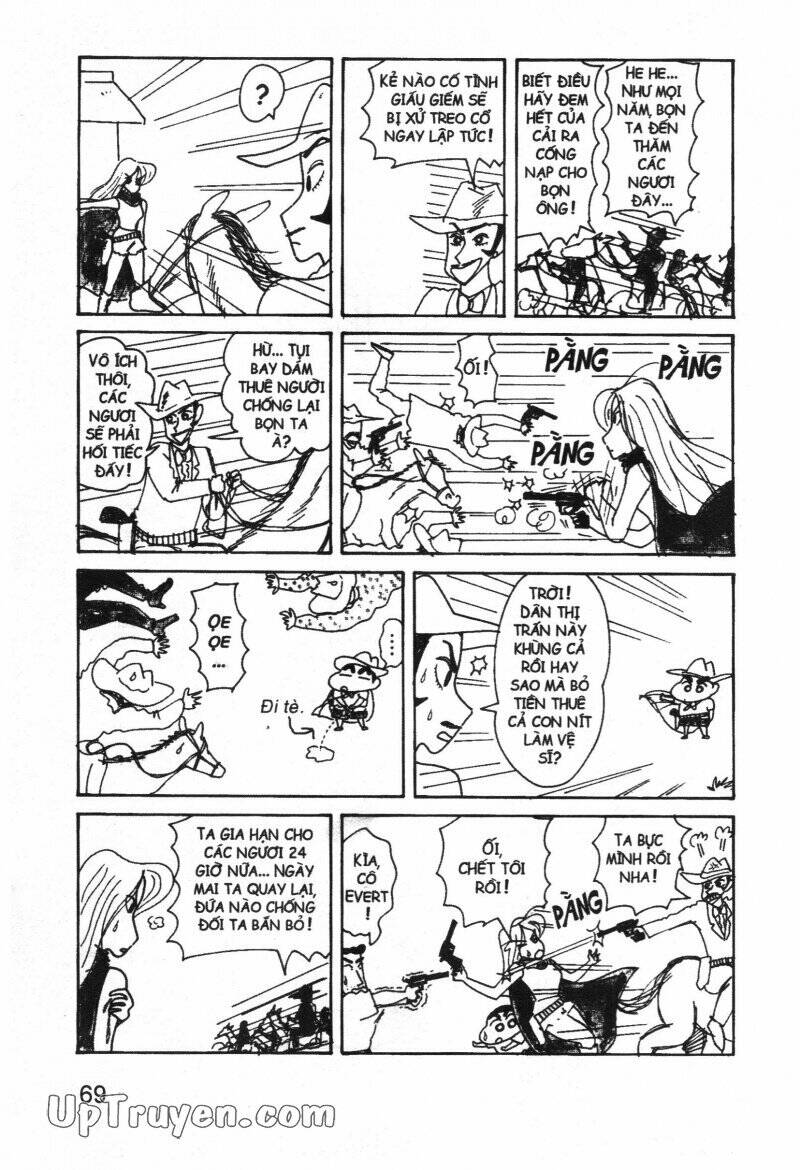 HE HE...
NHƯ MỌI
NĂM, BỌN
TA ĐẾN
THĂM
CÁC
NGƯƠI
ĐÂY...
BIẾT ĐIỀU
HÃY ĐEM
HẾT CỦA
CẢI RA
CỐNG
NẠP CHO
BỌN
ÔNG!
KẺ NÀO CỐ TÌNH
GIẤU GIẾM SẼ
BỊ XỬ TREO CỔ
NGAY LẬP TỨC!
?
ỐI!
PẰNG
PẰNG
PẰNG
HỪ... TỤI
BAY DÁM
THUÊ NGƯỜI
CHỐNG LẠI
BỌN TA
À?
VÔ ÍCH
THÔI,
CÁC
NGƯƠI
SẼ PHẢI
HỐI TIẾC
ĐẤY!
TRỜI!
DÂN THỊ
TRẤN NÀY
KHÙNG CẢ
RỒI HAY
SAO MÀ BỎ
TIỀN THUÊ
CẢ CON NÍT
LÀM VỆ
SĨ?
...
Đi tè.
ỌE
ỌE
...
TA BỰC
MÌNH RỒI
NHA!
PẰNG
ỐI,
CHẾT TÔI
RỒI!
KÌA,
CÔ
EVERT
!
TA GIA HẠN CHO
CÁC NGƯƠI 24
GIỜ NỮA... NGÀY
MAI TA QUAY LẠI,
ĐỨA NÀO CHỐNG
ĐỐI TA BẮN BỎ!
69
UpTruyen.com